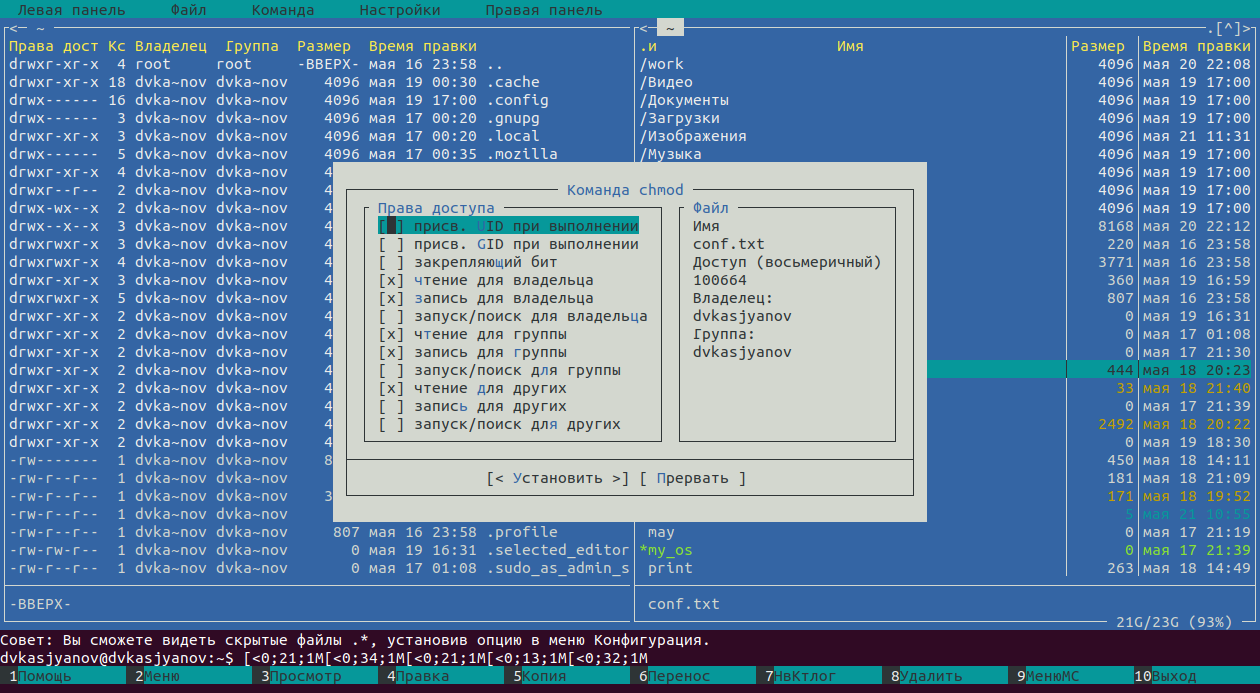 Левая панель Файл Команда Настройки Правая панель
<─ ~ <─ ~ .[^]>
Права дост Кс Владелец Группа Размер Время правки .и Имя Размер Время правки
drwxr-xr-x 4 root root -ВВЕРХ- мая 16 23:58 .. /work 4096 мая 20 22:08
drwxr-xr-x 18 dvka~nov dvka~nov 4096 мая 19 00:30 .cache /Видео 4096 мая 19 17:00
drwx------ 16 dvka~nov dvka~nov 4096 мая 19 17:00 .config /Документы 4096 мая 19 17:00
drwx------ 3 dvka~nov dvka~nov 4096 мая 17 00:20 .gnupg /Загрузки 4096 мая 19 17:00
drwxr-xr-x 3 dvka~nov dvka~nov 4096 мая 17 00:20 .local /Изображения 4096 мая 21 11:31
drwx------ 5 dvka~nov dvka~nov 4096 мая 17 00:35 .mozilla /Музыка 4096 мая 19 17:00
drwxr-xr-x 4 dvka~nov dvka~nov 4 4096 мая 19 17:00
drwxr--r-- 2 dvka~nov dvka~nov 4 Команда chmod 4096 мая 19 17:00
drwx-wx--x 2 dvka~nov dvka~nov 4 Права доступа Файл 4096 мая 19 17:00
drwx--x--x 3 dvka~nov dvka~nov 4 [ ] присв. UID при выполнении Имя 8168 мая 20 22:12
drwxrwxr-x 3 dvka~nov dvka~nov 4 [ ] присв. GID при выполнении conf.txt 220 мая 16 23:58
drwxrwxr-x 4 dvka~nov dvka~nov 4 [ ] закрепляющий бит Доступ (восьмеричный) 3771 мая 16 23:58
drwxr-xr-x 3 dvka~nov dvka~nov 4 [x] чтение для владельца 100664 360 мая 19 16:59
drwxrwxr-x 5 dvka~nov dvka~nov 4 [x] запись для владельца Владелец: 807 мая 16 23:58
drwxr-xr-x 2 dvka~nov dvka~nov 4 [ ] запуск/поиск для владельца dvkasjyanov 0 мая 19 16:31
drwxr-xr-x 2 dvka~nov dvka~nov 4 [x] чтение для группы Группа: 0 мая 17 01:08
drwxr-xr-x 2 dvka~nov dvka~nov 4 [x] запись для группы dvkasjyanov 0 мая 17 21:30
drwxr-xr-x 2 dvka~nov dvka~nov 4 [ ] запуск/поиск для группы 444 мая 18 20:23
drwxr-xr-x 2 dvka~nov dvka~nov 4 [x] чтение для других 33 мая 18 21:40
drwxr-xr-x 2 dvka~nov dvka~nov 4 [ ] запись для других 0 мая 17 21:39
drwxr-xr-x 2 dvka~nov dvka~nov 4 [ ] запуск/поиск для других 2492 мая 18 20:22
drwxr-xr-x 2 dvka~nov dvka~nov 4 0 мая 19 18:30
-rw------- 1 dvka~nov dvka~nov 8 450 мая 18 14:11
-rw-r--r-- 1 dvka~nov dvka~nov [< Установить >] [ Прервать ] 181 мая 18 21:09
-rw-r--r-- 1 dvka~nov dvka~nov 3 171 мая 18 19:52
-rw-r--r-- 1 dvka~nov dvka~nov 5 мая 21 10:55
-rw-r--r-- 1 dvka~nov dvka~nov 807 мая 16 23:58 .profile may 0 мая 17 21:19
-rw-rw-r-- 1 dvka~nov dvka~nov 0 мая 19 16:31 .selected_editor *my_os 0 мая 17 21:39
-rw-r--r-- 1 dvka~nov dvka~nov 0 мая 17 01:08 .sudo_as_admin_s print 263 мая 18 14:49
-ВВЕРХ- conf.txt
21G/23G (93%)
Совет: Вы сможете видеть скрытые файлы .*, установив опцию в меню Конфигурация.
dvkasjyanov@dvkasjyanov:~$ [<0;21;1M[<0;34;1M[<0;21;1M[<0;13;1M[<0;32;1M
1Помощь 2Меню 3Просмотр 4Правка 5Копия 6Перенос 7НвКтлог 8Удалить 9МенюМС 10Выход